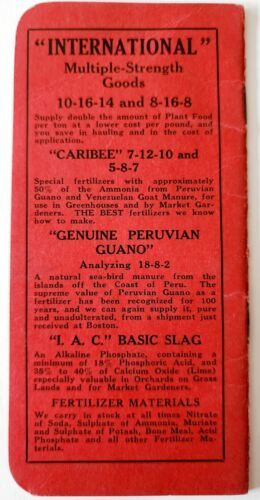 "INTERNATIONAL"
Multiple-Strength
Goods
10-16-14 and 8-16-8
Supply double the amount of Plant Food
per ton at a lower cost per pound, and
you save in hauling and in the cost of
application.
"CARIBEE" 7-12-10 and
5-8-7
Special fertilizers with approximately
50% of the Ammonia from Peruvian
Guano and Venezuelan Goat Manure, for
use in Greenhouses and by Market Gar-
deners. THE BEST fertilizers we know
how to make.
"GENUINE PERUVIAN
GUANO"
Analyzing 18-8-2
A natural sea-bird manure from the
islands off the Coast of Peru. The
supreme value of Peruvian Guano as a
fertilizer has been recognized for 100
years, and we can again supply it, pure
and unadulterated, from a shipment just
received at Boston.
"I. A. C." BASIC SLAG
An Alkaline Phosphate, containing a
minimum of 18% Phosphoric Acid, and
35% to 40% of Calcium Oxide (Lime)
especially valuable in Orchards on Grass
Lands and for Market Gardeners.
FERTILIZER MATERIALS
We carry in stock at all times Nitrate
of Soda, Sulphate of Ammonia, Muriate
and Sulphate of Potash, Bone Meal, Acid
Phosphate and all other Fertilizer Ma-
terials.